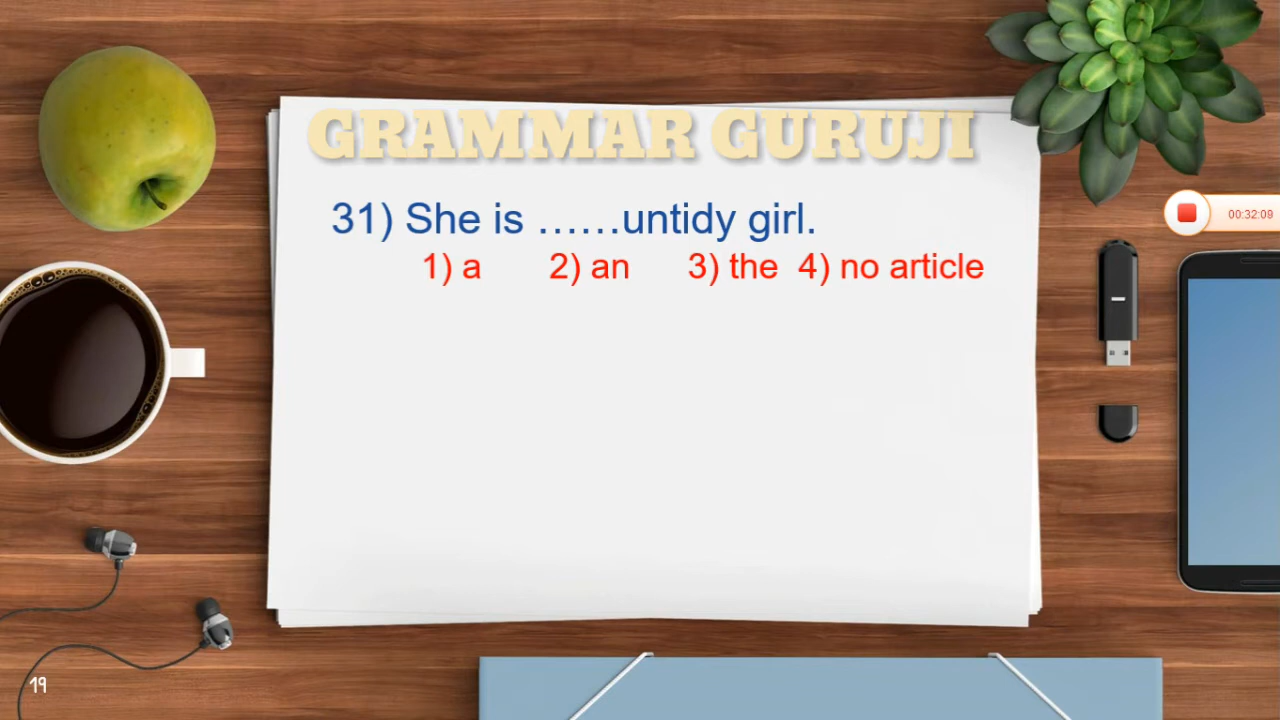 GRAMMAR GURUJI
31) She is ......untidy girl.
1) a 2) an 3) the 4) no article
00:32:09
19